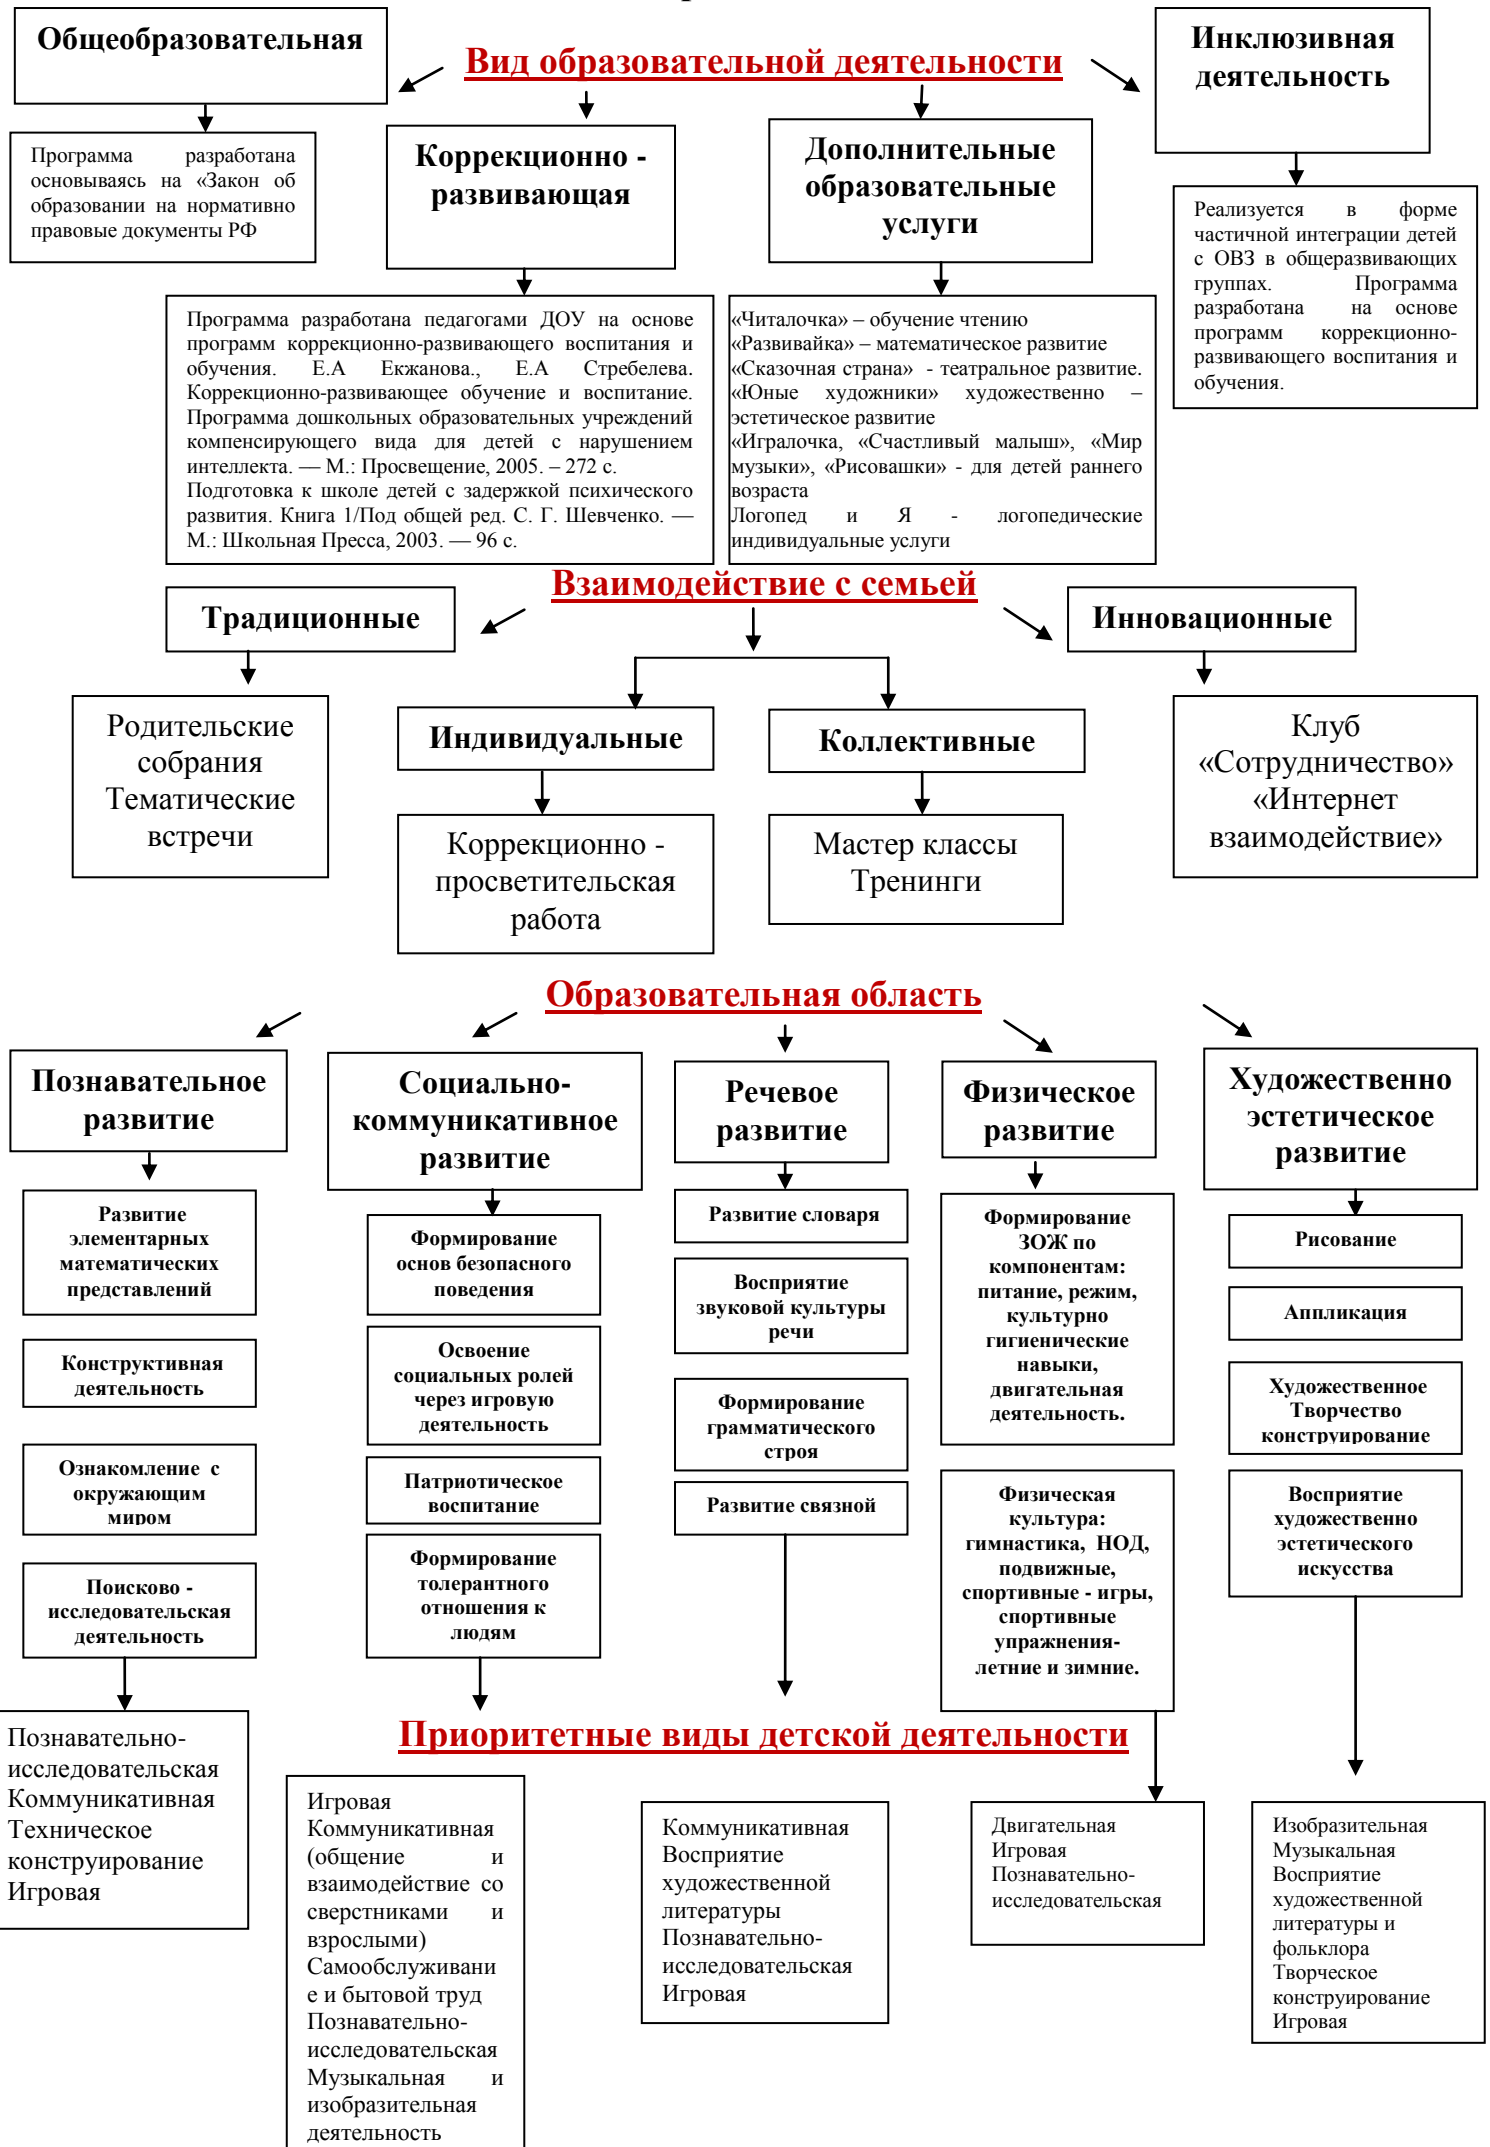 Общеобразовательная
Вид образовательной деятельности
Инклюзивная
деятельность
Программа разработана
основываясь на «Закон об
образовании на нормативно
правовые документы РФ
Коррекционно -
развивающая
Дополнительные
образовательные
услуги
Реализуется в форме
частичной интеграции детей
с ОВЗ в общеразвивающих
группах. Программа
разработана на основе
программ коррекционно-
развивающего воспитания и
обучения.
Программа разработана педагогами ДОУ на основе
программ коррекционно-развивающего воспитания и
обучения. Е.А Екжанова., Е.А Стребелева.
Коррекционно-развивающее обучение и воспитание.
Программа дошкольных образовательных учреждений
компенсирующего вида для детей с нарушением
интеллекта. — М.: Просвещение, 2005. – 272 с.
Подготовка к школе детей с задержкой психического
развития. Книга 1/Под общей ред. С. Г. Шевченко. —
М.: Школьная Пресса, 2003. — 96 с.
«Читалочка» – обучение чтению
«Развивайка» – математическое развитие
«Сказочная страна» - театральное развитие.
«Юные художники» художественно –
эстетическое развитие
«Игралочка, «Счастливый малыш», «Мир
музыки», «Рисовашки» - для детей раннего
возраста
Логопед и Я - логопедические
индивидуальные услуги
Взаимодействие с семьей
Традиционные
Инновационные
Родительские
собрания
Тематические
встречи
Индивидуальные
Коллективные
Клуб
«Сотрудничество»
«Интернет
взаимодействие»
Коррекционно -
просветительская
работа
Мастер классы
Тренинги
Образовательная область
Познавательное
развитие
Социально-
коммуникативное
развитие
Речевое
развитие
Физическое
развитие
Художественно
эстетическое
развитие
Развитие
элементарных
математических
представлений
Конструктивная
деятельность
Ознакомление с
окружающим
миром
Поисково -
исследовательская
деятельность
Формирование
основ безопасного
поведения
Освоение
социальных ролей
через игровую
деятельность
Патриотическое
воспитание
Формирование
толерантного
отношения к
людям
Развитие словаря
Восприятие
звуковой культуры
речи
Формирование
грамматического
строя
Развитие связной
Формирование
ЗОЖ по
компонентам:
питание, режим,
культурно
гигиенические
навыки,
двигательная
деятельность.
Физическая
культура:
гимнастика, НОД,
подвижные,
спортивные - игры,
спортивные
упражнения-
летние и зимние.
Рисование
Аппликация
Художественное
Творчество
конструирование
Восприятие
художественно
эстетического
искусства
Приоритетные виды детской деятельности
Познавательно-
исследовательская
Коммуникативная
Техническое
конструирование
Игровая
Игровая
Коммуникативная
(общение и
взаимодействие со
сверстниками и
взрослыми)
Самообслуживани
е и бытовой труд
Познавательно-
исследовательская
Музыкальная и
изобразительная
деятельность
Коммуникативная
Восприятие
художественной
литературы
Познавательно-
исследовательская
Игровая
Двигательная
Игровая
Познавательно-
исследовательская
Изобразительная
Музыкальная
Восприятие
художественной
литературы и
фольклора
Творческое
конструирование
Игровая